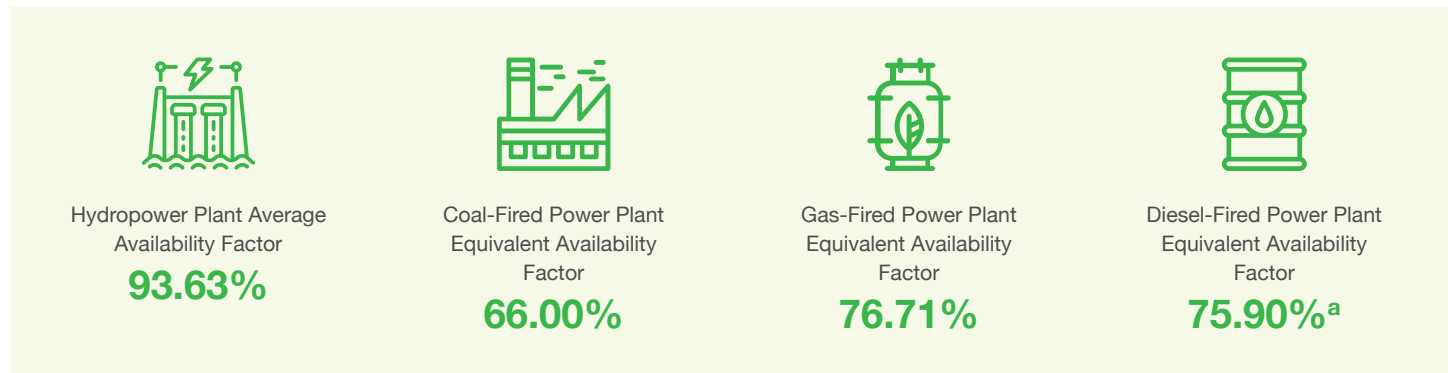 Hydropower Plant Average
Availability Factor
93.63%
Coal-Fired Power Plant
Equivalent Availability
Factor
66.00%
Gas-Fired Power Plant
Equivalent Availability
Factor
76.71%
Diesel-Fired Power Plant
Equivalent Availability
Factor
75.90%a